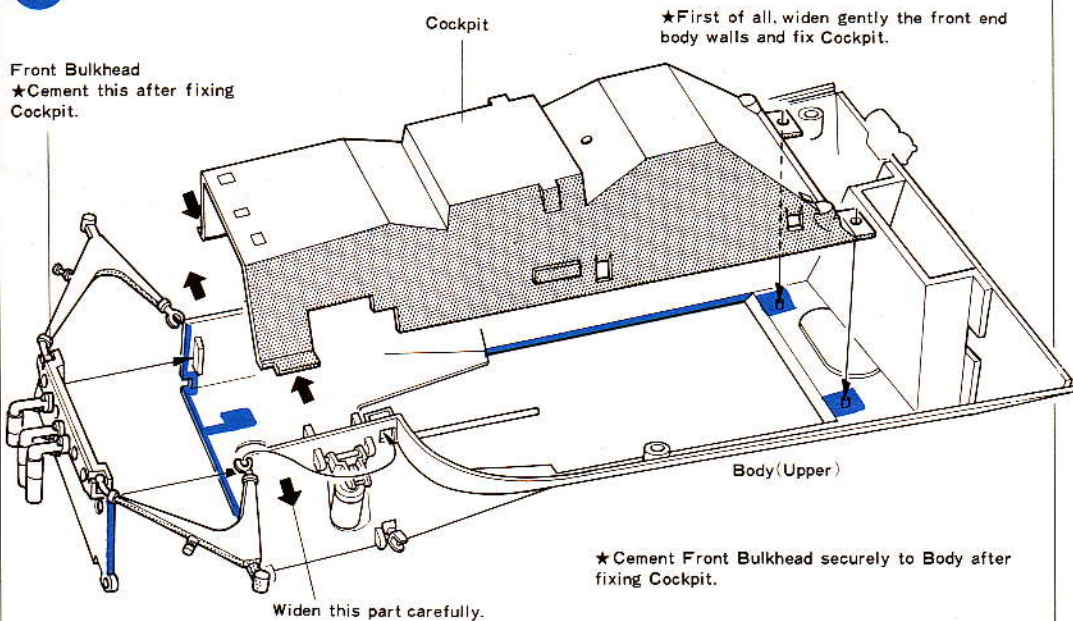 Cockpit
★First of all, widen gently the front end
body walls and fix Cockpit.
Front Bulkhead
★Cement this after fixing
Cockpit.
Body(Upper)
★Cement Front Bulkhead securely to Body after
fixing Cockpit.
Widen this part carefully.